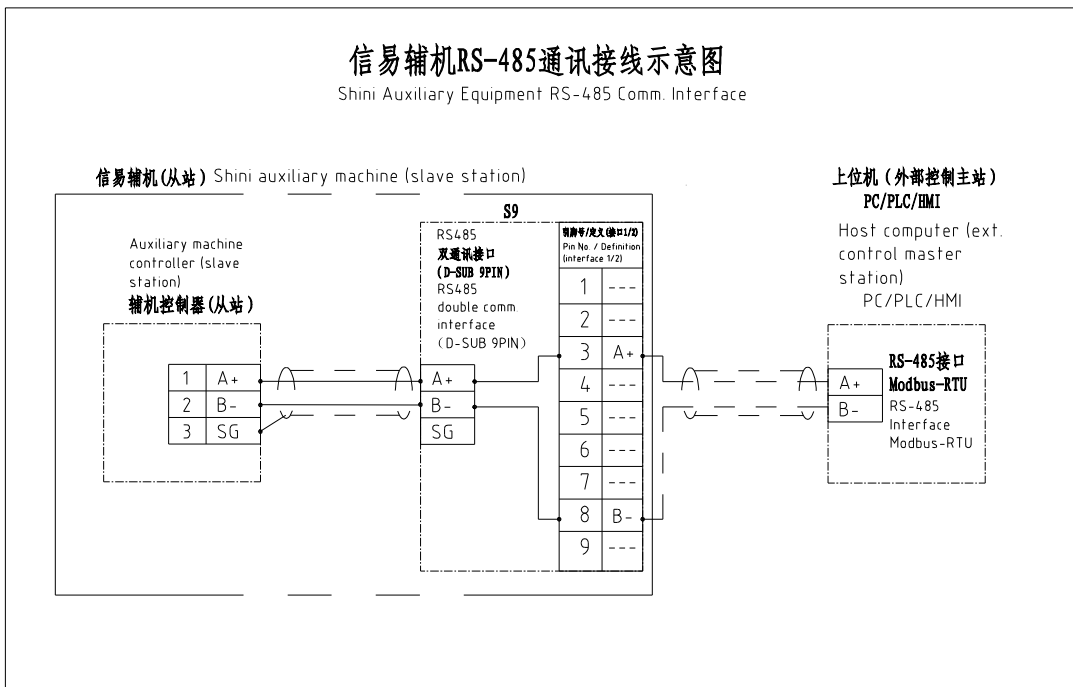 信易辅机RS-485通讯接线示意图
Shini Auxiliary Equipment RS-485 Comm. Interface
信易辅机(从站) Shini auxiliary machine (slave station)
Auxiliary machine
controller (slave
station)
辅机控制器(从站)
1 A+
2 B-
3 SG
S9
RS485
双通讯接口
(D-SUB 9PIN)
RS485
double comm.
interface
(D-SUB 9PIN)
A+
B-
SG
引脚号/定义(接口1/2)
Pin No. / Definition
(interface 1/2)
1 ---
2 ---
3 A+
4 ---
5 ---
6 ---
7 ---
8 B-
9 ---
上位机(外部控制主站)
PC/PLC/HMI
Host computer (ext.
control master
station)
PC/PLC/HMI
A+
B-
RS-485接口
Modbus-RTU
RS-485
Interface
Modbus-RTU